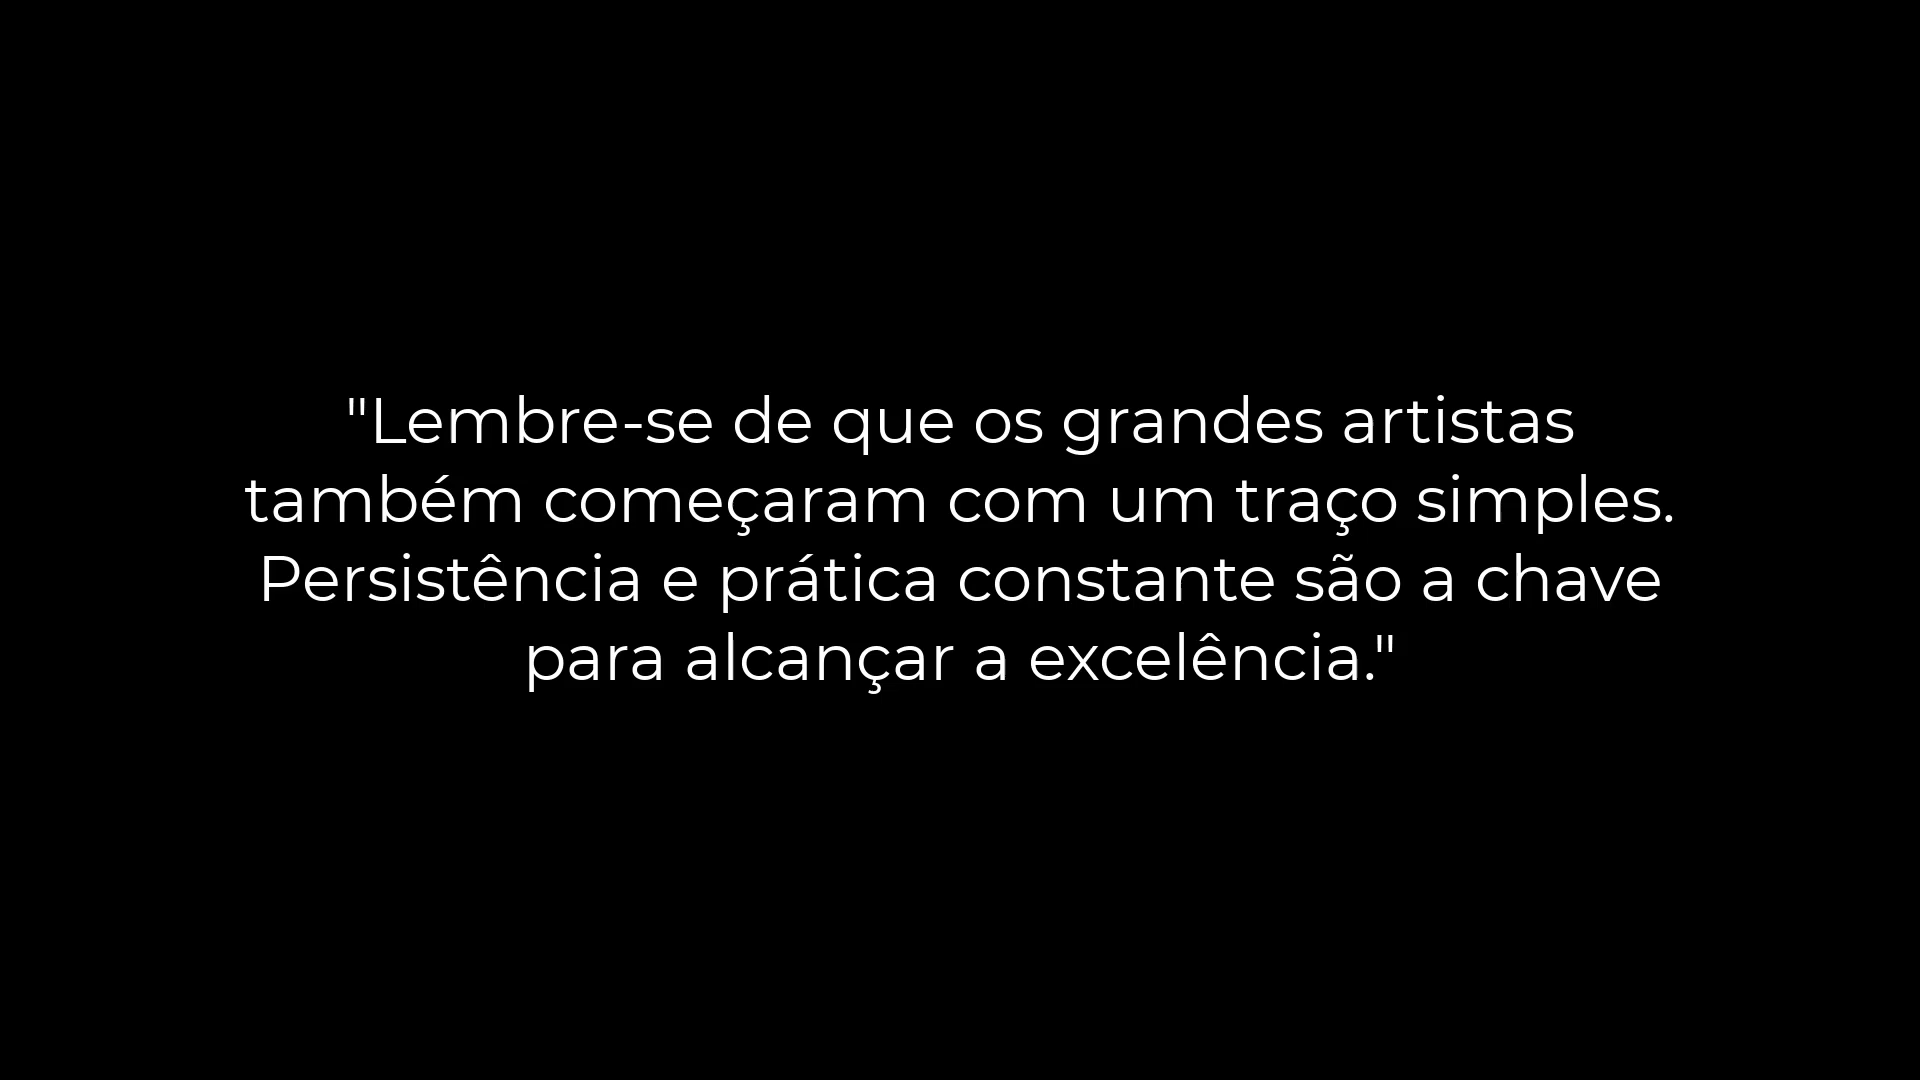 "Lembre-se de que os grandes artistas
também começaram com um traço simples.
Persistência e prática constante são a chave
para alcançar a excelência."